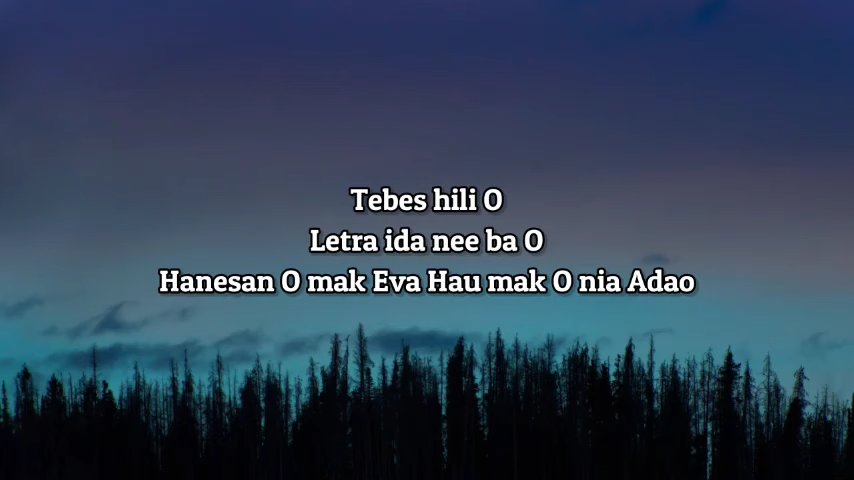 Tebes hili O
Letra ida nee ba O
Hanesan O mak Eva Hau mak O nia Adao